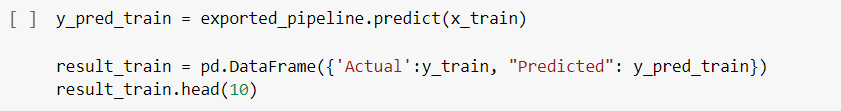 [ ] y_pred_train = exported_pipeline.predict(x_train)
result_train = pd.DataFrame({'Actual':y_train, "Predicted": y_pred_train})
result_train.head(10)